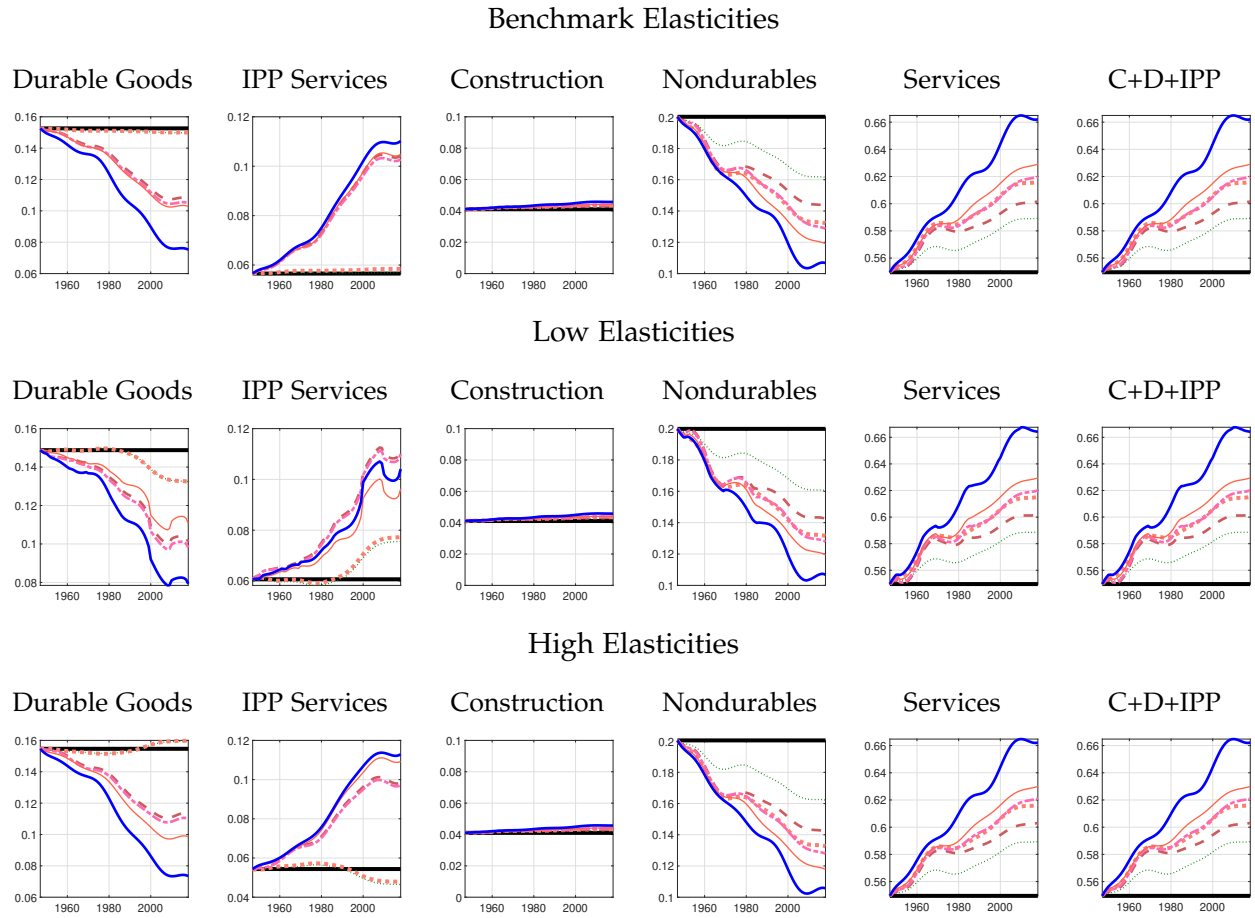 Benchmark Elasticities
Durable Goods IPP Services Construction Nondurables Services C+D+IPP
0.16 0.12 0.1 0.2 0.66 0.66
0.14 0.08 0.18 0.64 0.64
0.12 0.1 0.06 0.16 0.62 0.62
0.1 0.08 0.04 0.14 0.6 0.6
0.08 0.02 0.12 0.58 0.58
0.06 0.06 0 0.1 0.56 0.56
1960 1980 2000 1960 1980 2000 1960 1980 2000 1960 1980 2000 1960 1980 2000 1960 1980 2000
Low Elasticities
Durable Goods IPP Services Construction Nondurables Services C+D+IPP
0.16 0.12 0.1 0.2 0.66 0.66
0.14 0.08 0.18 0.64 0.64
0.12 0.1 0.06 0.16 0.62 0.62
0.1 0.08 0.04 0.14 0.6 0.6
0.08 0.02 0.12 0.58 0.58
0.06 0 0.1 0.56 0.56
1960 1980 2000 1960 1980 2000 1960 1980 2000 1960 1980 2000 1960 1980 2000 1960 1980 2000
High Elasticities
Durable Goods IPP Services Construction Nondurables Services C+D+IPP
0.16 0.12 0.1 0.2 0.66 0.66
0.14 0.1 0.08 0.18 0.64 0.64
0.12 0.08 0.06 0.16 0.62 0.62
0.1 0.04 0.14 0.6 0.6
0.08 0.06 0.02 0.12 0.58 0.58
0.06 0.04 0 0.1 0.56 0.56
1960 1980 2000 1960 1980 2000 1960 1980 2000 1960 1980 2000 1960 1980 2000 1960 1980 2000